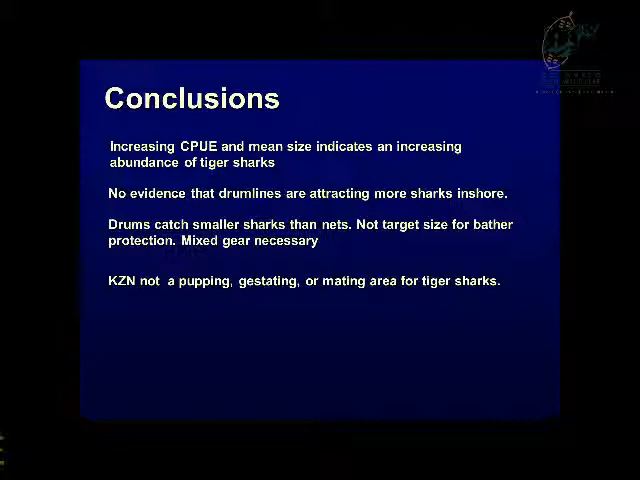 Conclusions
Increasing CPUE and mean size indicates an increasing
abundance of tiger sharks
No evidence that drumlines are attracting more sharks inshore.
Drums catch smaller sharks than nets. Not target size for bather
protection. Mixed gear necessary
KZN not a pupping, gestating, or mating area for tiger sharks.